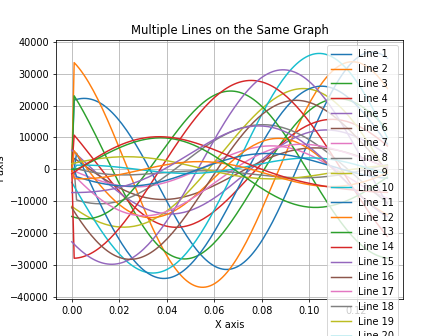 Multiple Lines on the Same Graph
40000
30000
20000
10000
0
−10000
−20000
−30000
−40000
0.00
0.02
0.04
0.06
0.08
0.10
X axis
Line 1
Line 2
Line 3
Line 4
Line 5
Line 6
Line 7
Line 8
Line 9
Line 10
Line 11
Line 12
Line 13
Line 14
Line 15
Line 16
Line 17
Line 18
Line 19
Line 20